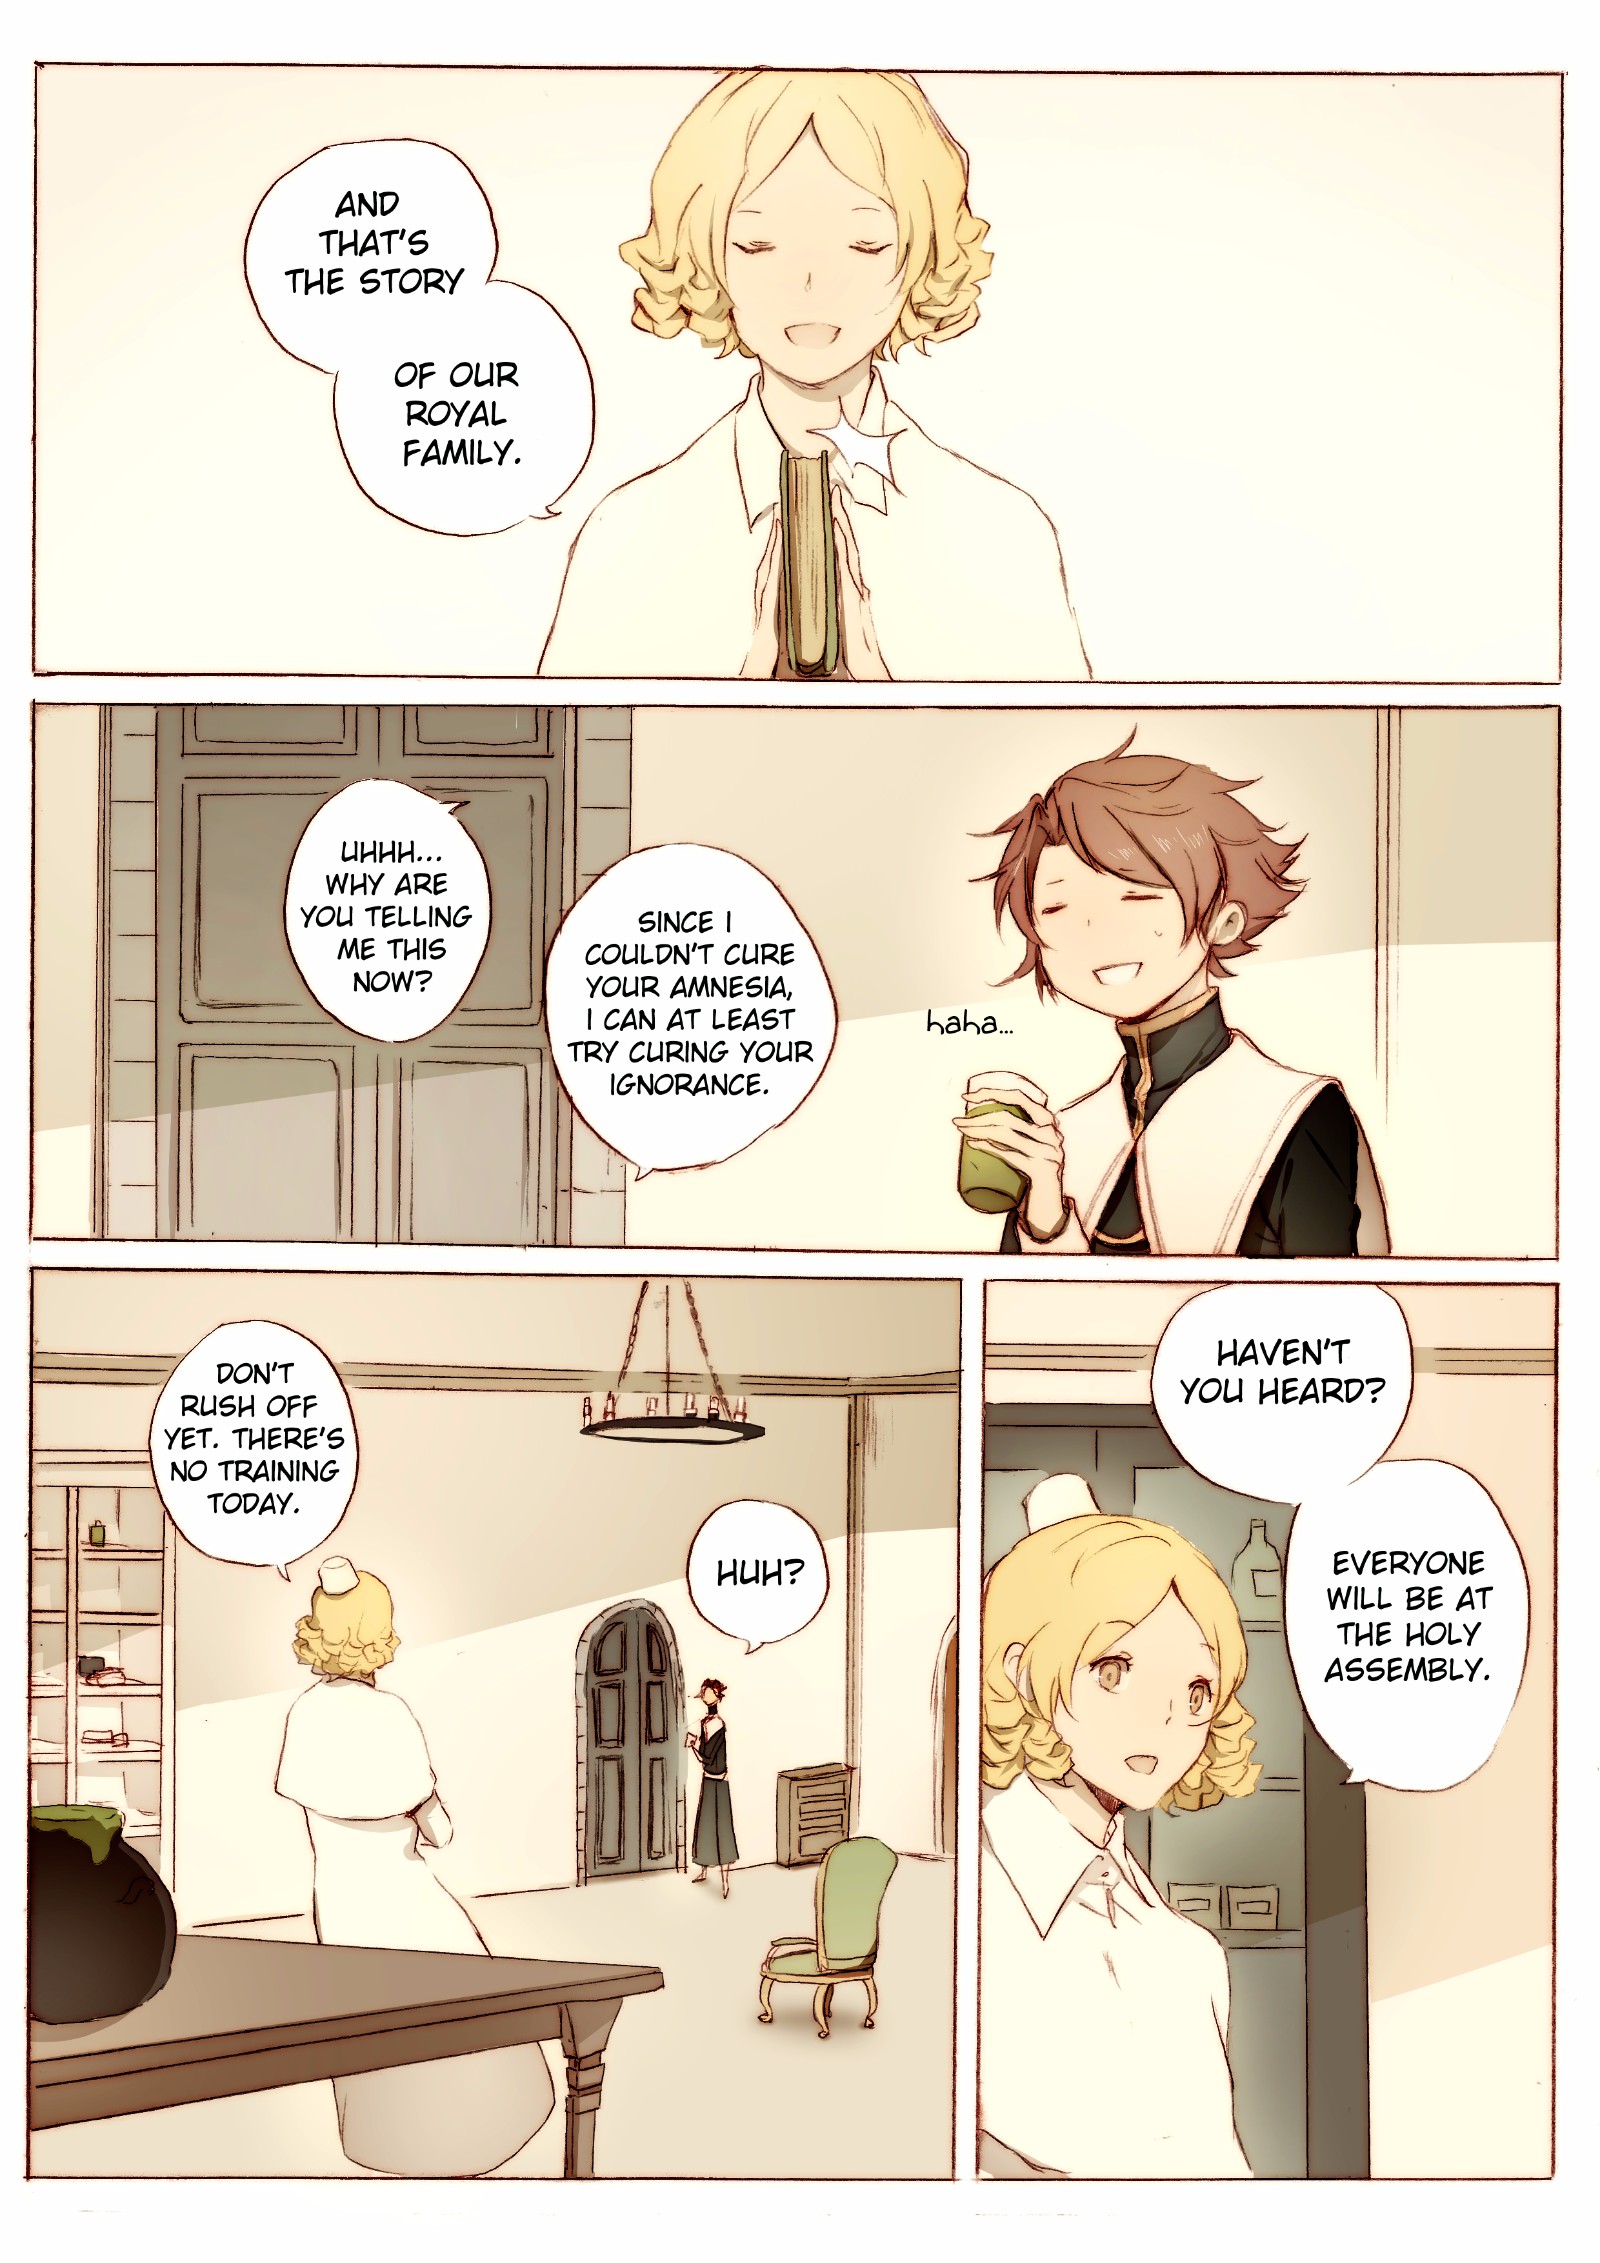 AND
THAT'S
THE STORY
OF OUR
ROYAL
FAMILY.
UHHH...
WHY ARE
YOU TELLING
ME THIS
NOW?
SINCE I
COULDN'T CURE
YOUR AMNESIA,
I CAN AT LEAST
TRY CURING YOUR
IGNORANCE.
haha...
DON'T
RUSH OFF
YET. THERE'S
NO TRAINING
TODAY.
HUH?
HAVEN'T
YOU HEARD?
EVERYONE
WILL BE AT
THE HOLY
ASSEMBLY.